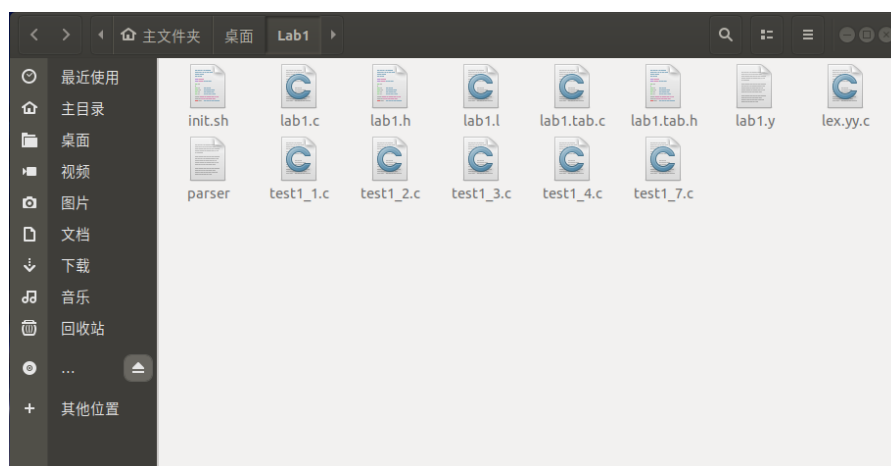 主文件夹 桌面 Lab1
最近使用
主目录
桌面
视频
图片
文档
下载
音乐
回收站
...
其他位置
init.sh lab1.c lab1.h lab1.l lab1.tab.c lab1.tab.h lab1.y lex.yy.c
parser test1_1.c test1_2.c test1_3.c test1_4.c test1_7.c